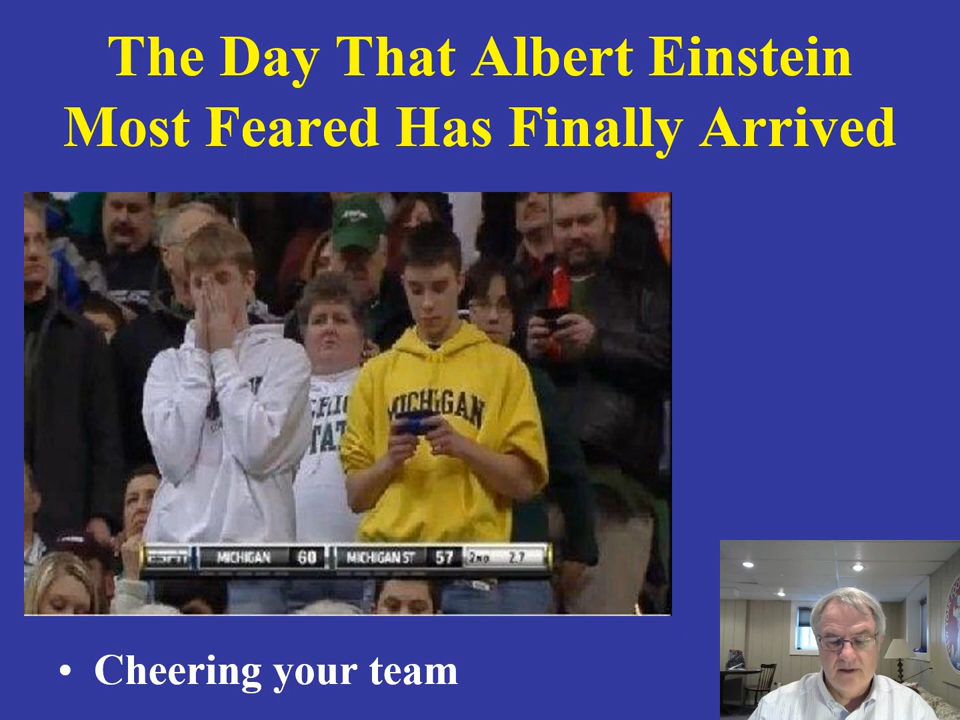 The Day That Albert Einstein
Most Feared Has Finally Arrived
MICHIGAN
ESPN MICHIGAN 60 MICHIGAN ST 57 2ND 2.7
• Cheering your team